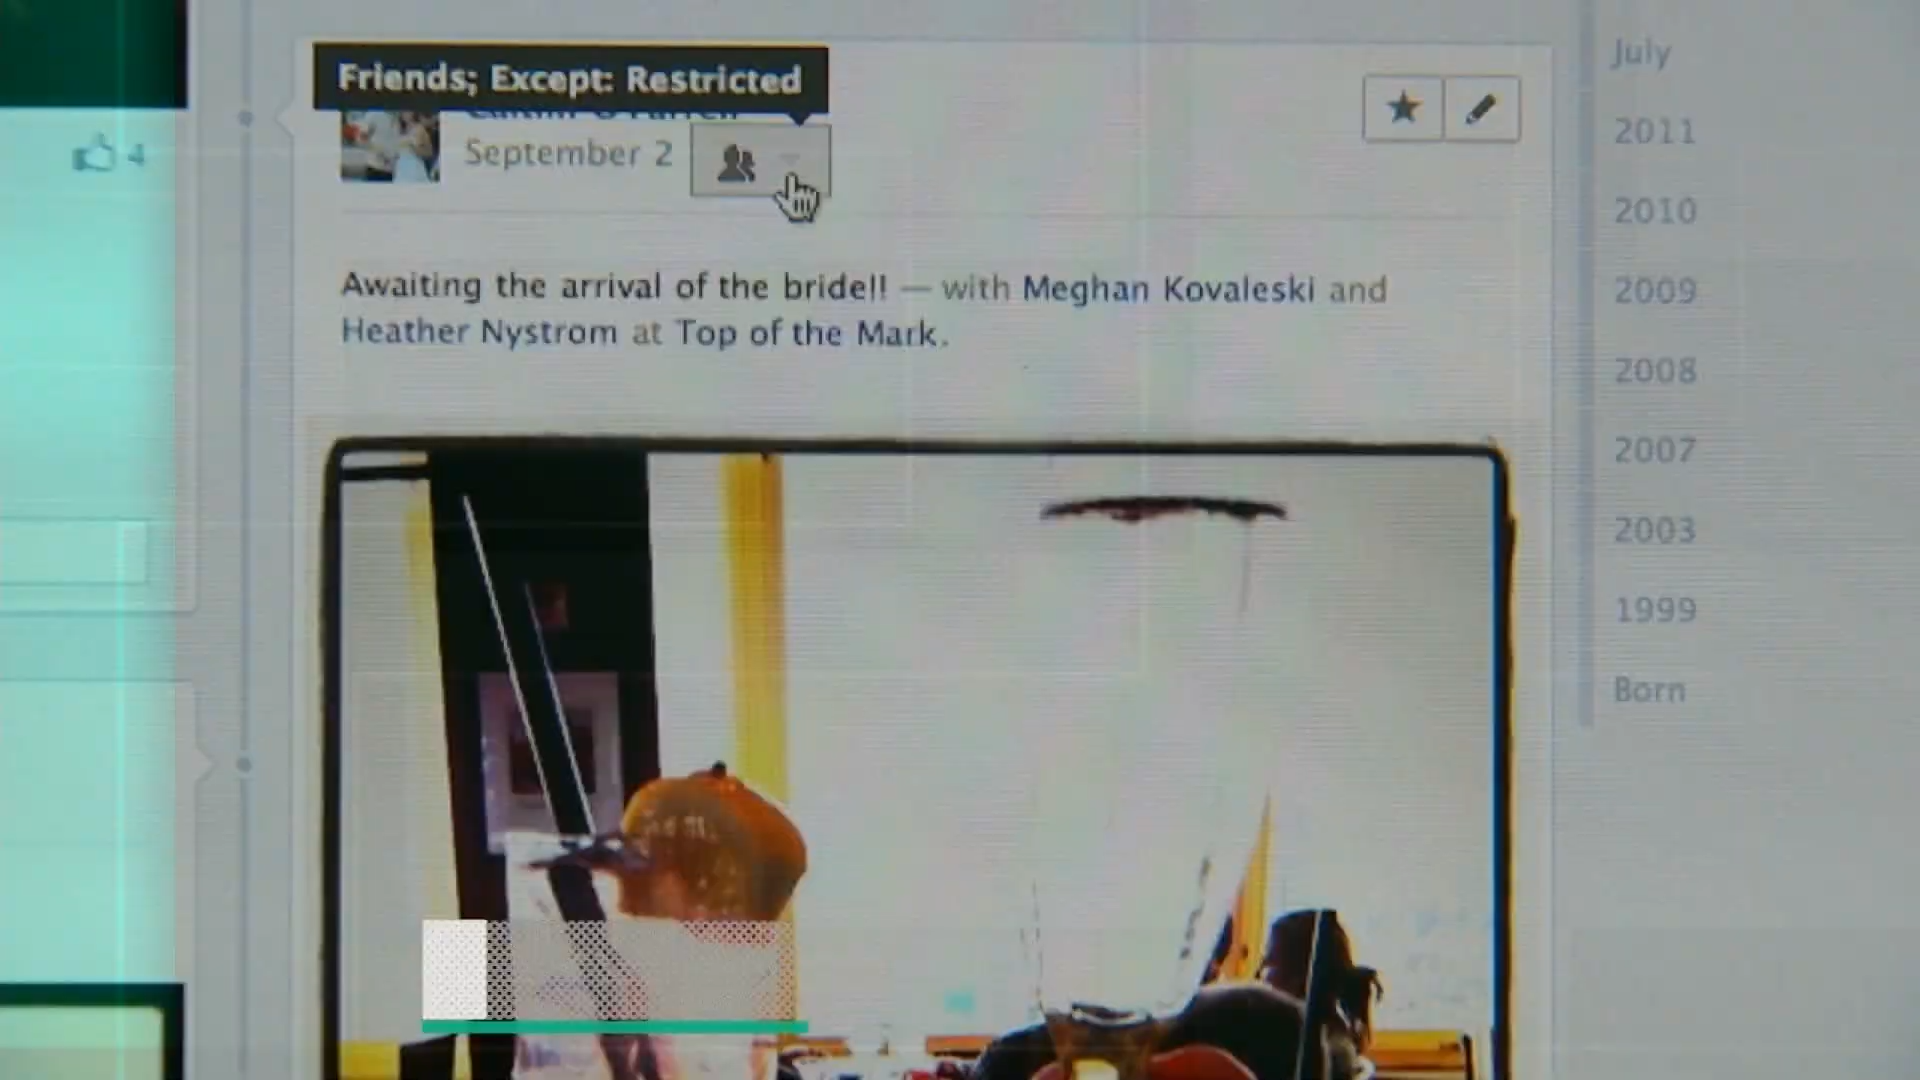 Friends; Except: Restricted
September 2
4
Awaiting the arrival of the bride!! — with Meghan Kovaleski and
Heather Nystrom at Top of the Mark.
July
2011
2010
2009
2008
2007
2003
1999
Born